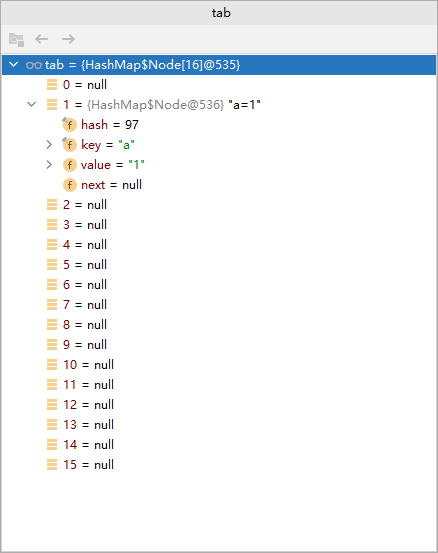 tab
tab = {HashMap$Node[16]@535}
0 = null
1 = {HashMap$Node@536} "a=1"
f hash = 97
f key = "a"
f value = "1"
f next = null
2 = null
3 = null
4 = null
5 = null
6 = null
7 = null
8 = null
9 = null
10 = null
11 = null
12 = null
13 = null
14 = null
15 = null